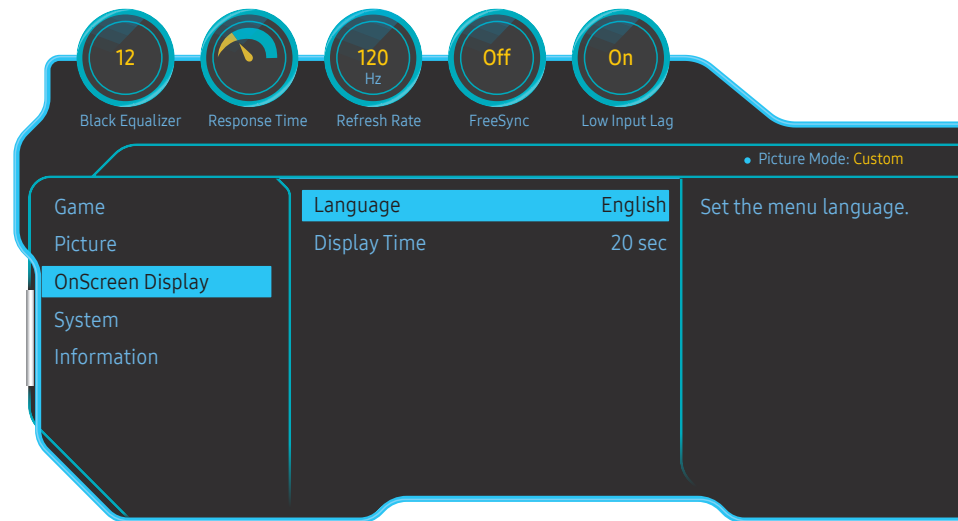 12
120
Hz
Off
On
Black Equalizer
Response Time
Refresh Rate
FreeSync
Low Input Lag
• Picture Mode: Custom
Game
Picture
OnScreen Display
System
Information
Language English
Display Time 20 sec
Set the menu language.